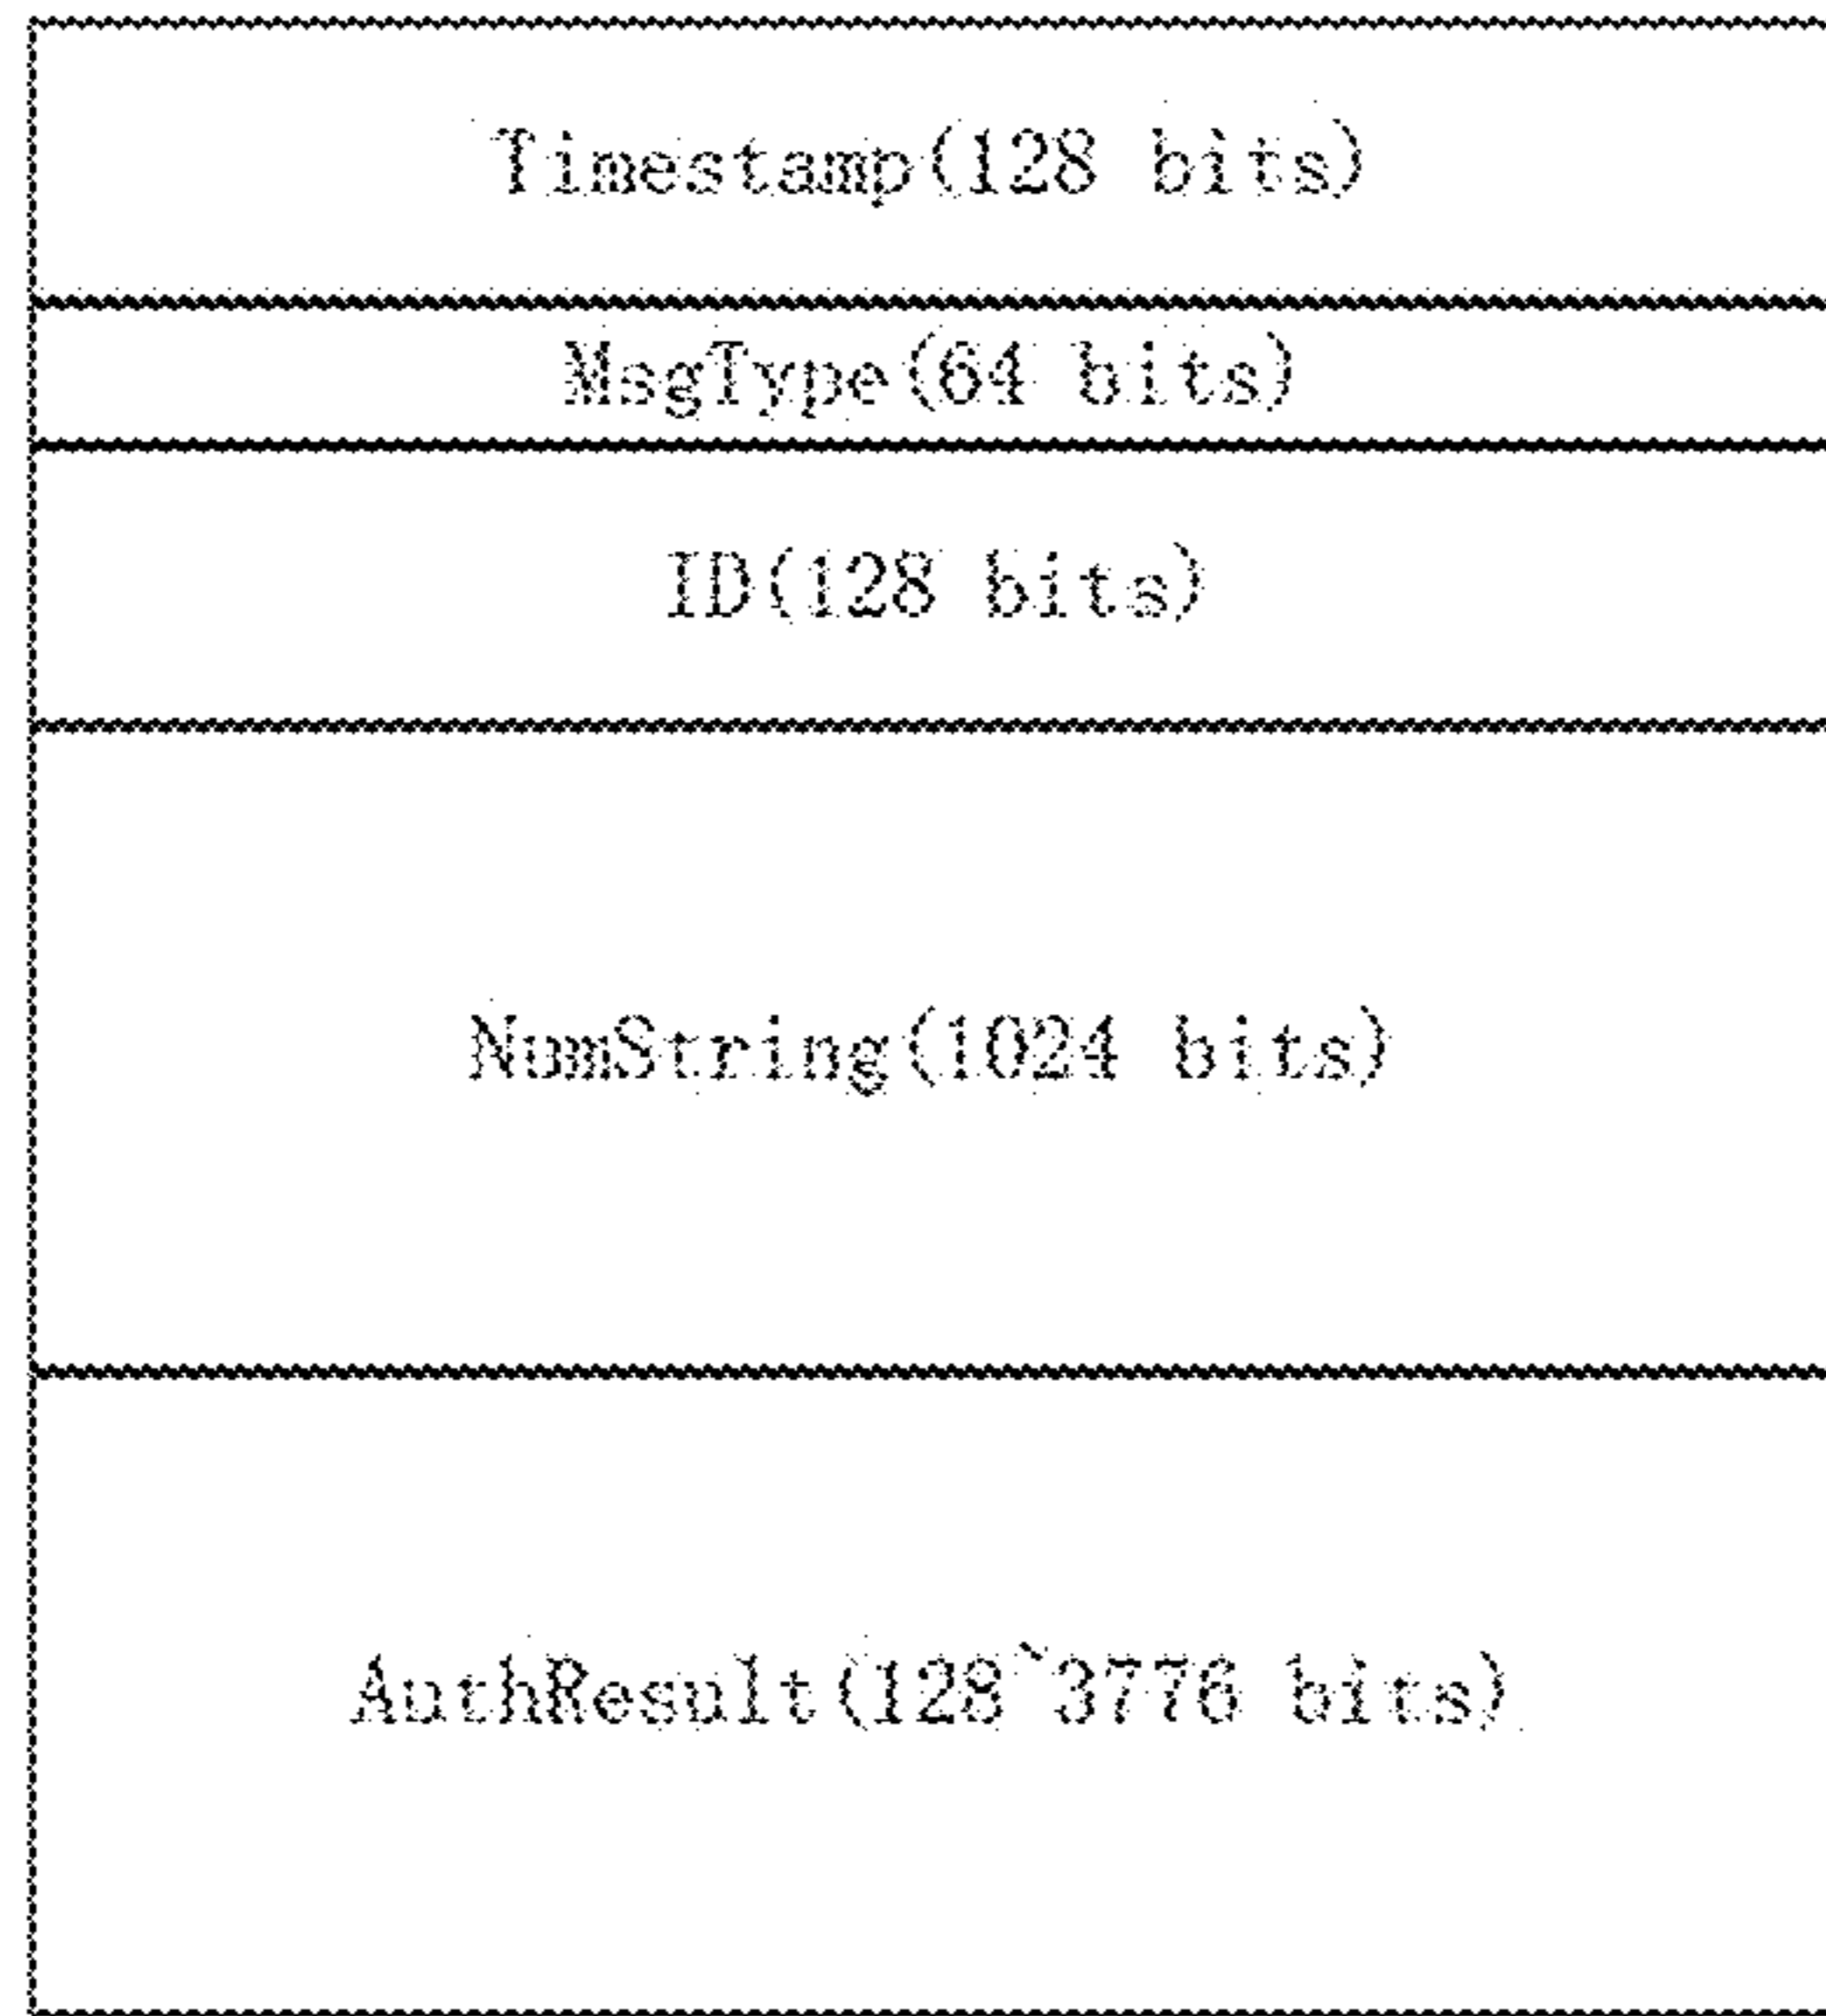 Timestamp(128 bits)
MsgType(64 bits)
ID(128 bits)
NumString(1024 bits)
AuthResult(128~3776 bits)